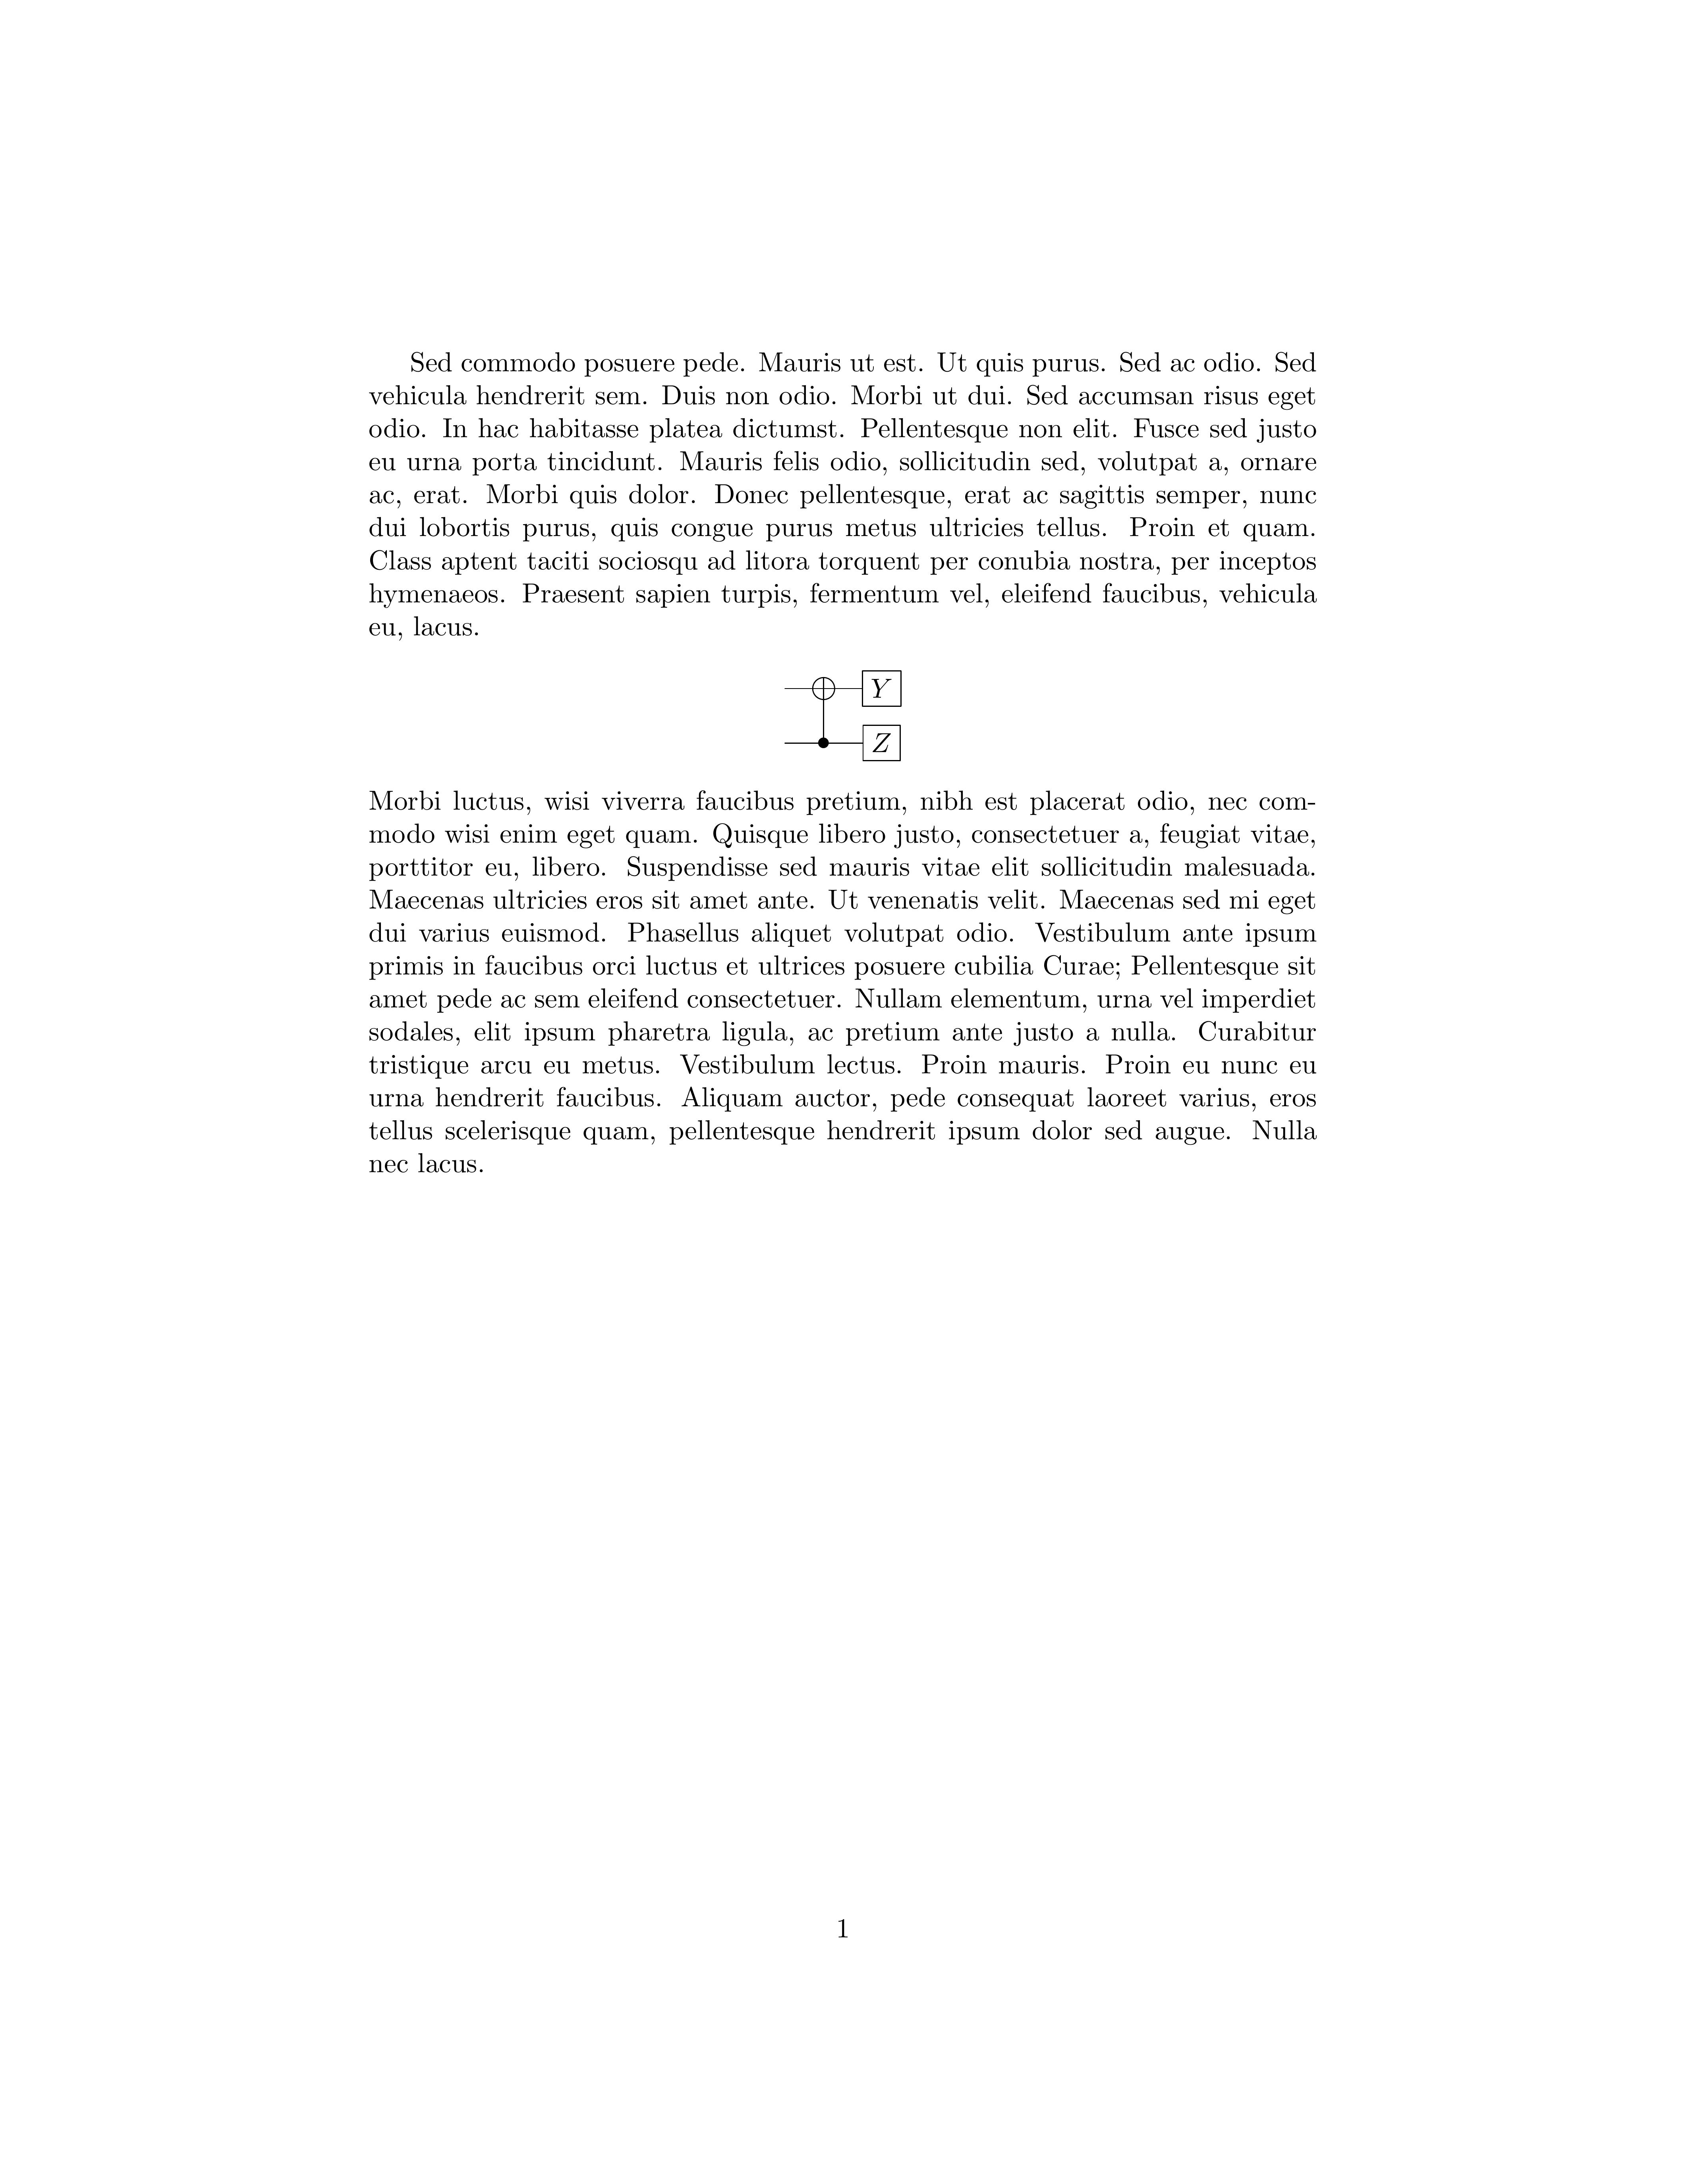 Sed commodo posuere pede. Mauris ut est. Ut quis purus. Sed ac odio. Sed
vehicula hendrerit sem. Duis non odio. Morbi ut dui. Sed accumsan risus eget
odio. In hac habitasse platea dictumst. Pellentesque non elit. Fusce sed justo
eu urna porta tincidunt. Mauris felis odio, sollicitudin sed, volutpat a, ornare
ac, erat. Morbi quis dolor. Donec pellentesque, erat ac sagittis semper, nunc
dui lobortis purus, quis congue purus metus ultricies tellus. Proin et quam.
Class aptent taciti sociosqu ad litora torquent per conubia nostra, per inceptos
hymenaeos. Praesent sapien turpis, fermentum vel, eleifend faucibus, vehicula
eu, lacus.
Y
Z
Morbi luctus, wisi viverra faucibus pretium, nibh est placerat odio, nec com-
modo wisi enim eget quam. Quisque libero justo, consectetuer a, feugiat vitae,
porttitor eu, libero. Suspendisse sed mauris vitae elit sollicitudin malesuada.
Maecenas ultricies eros sit amet ante. Ut venenatis velit. Maecenas sed mi eget
dui varius euismod. Phasellus aliquet volutpat odio. Vestibulum ante ipsum
primis in faucibus orci luctus et ultrices posuere cubilia Curae; Pellentesque sit
amet pede ac sem eleifend consectetuer. Nullam elementum, urna vel imperdiet
sodales, elit ipsum pharetra ligula, ac pretium ante justo a nulla. Curabitur
tristique arcu eu metus. Vestibulum lectus. Proin mauris. Proin eu nunc eu
urna hendrerit faucibus. Aliquam auctor, pede consequat laoreet varius, eros
tellus scelerisque quam, pellentesque hendrerit ipsum dolor sed augue. Nulla
nec lacus.
1